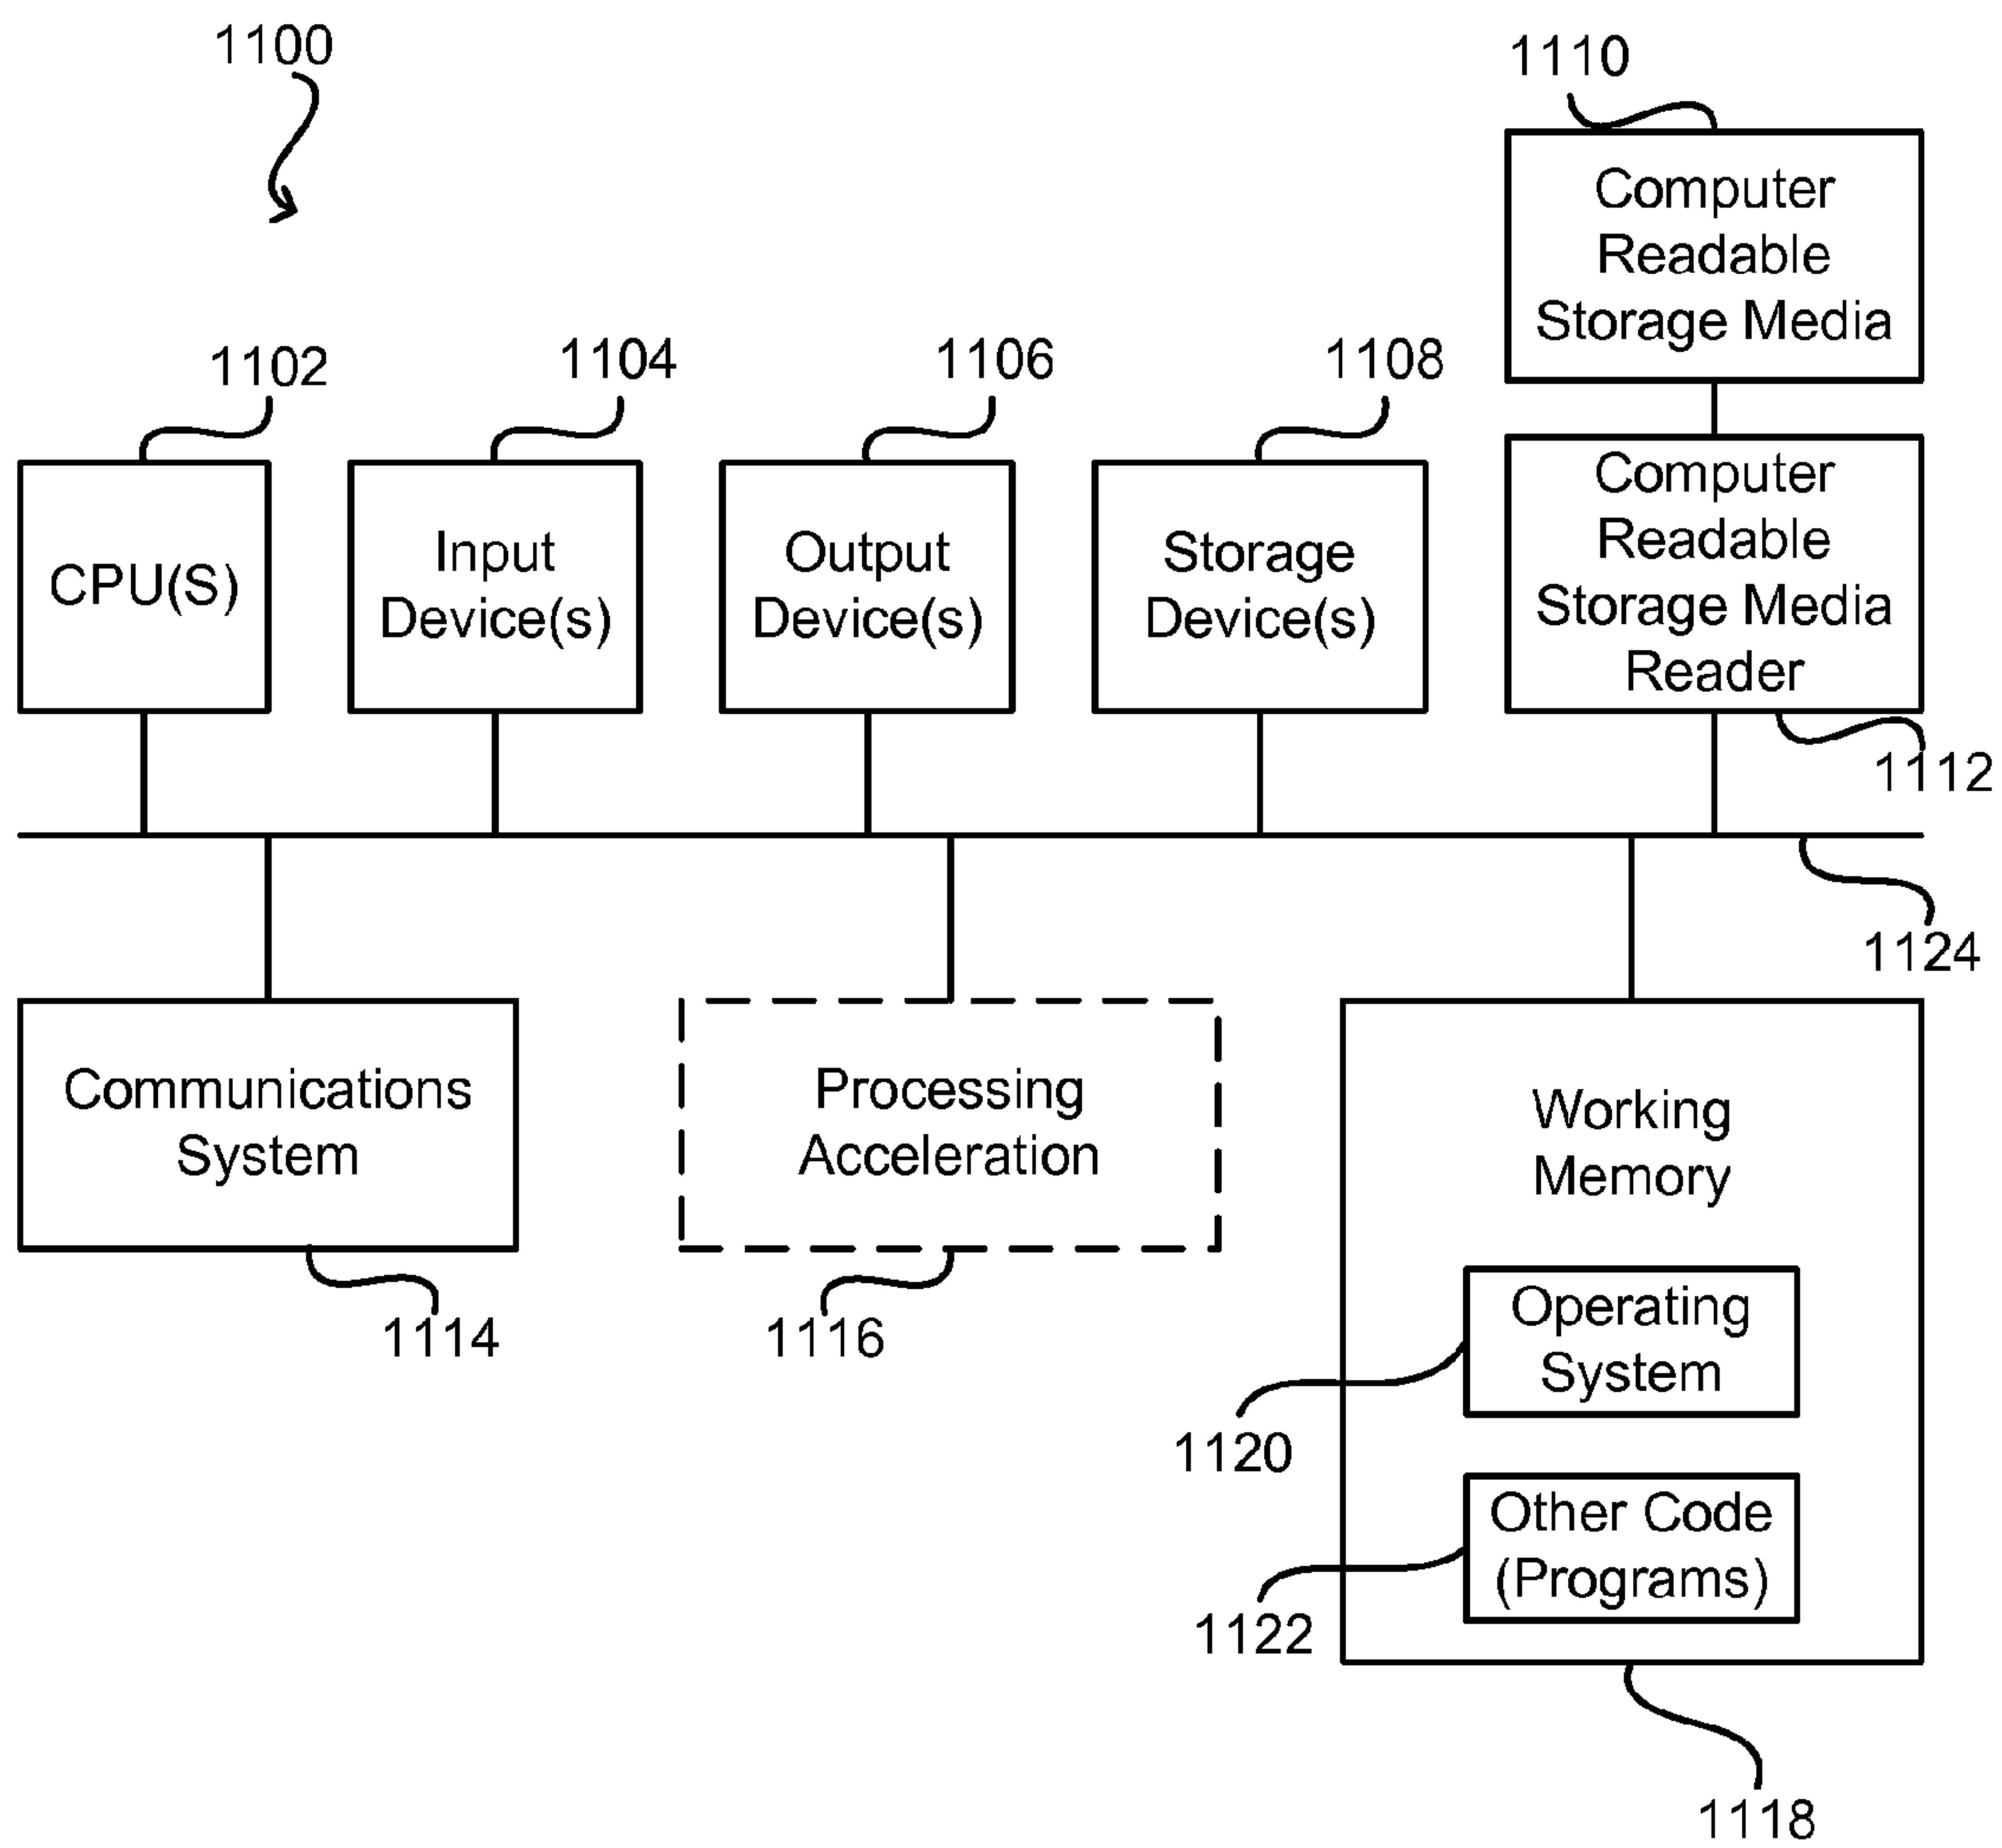 1100
1110
Computer
Readable
Storage Media
1102
1104
1106
1108
CPU(S)
Input
Device(s)
Output
Device(s)
Storage
Device(s)
Computer
Readable
Storage Media
Reader
1112
1124
Communications
System
1114
Processing
Acceleration
1116
Working
Memory
Operating
System
1120
Other Code
(Programs)
1122
1118